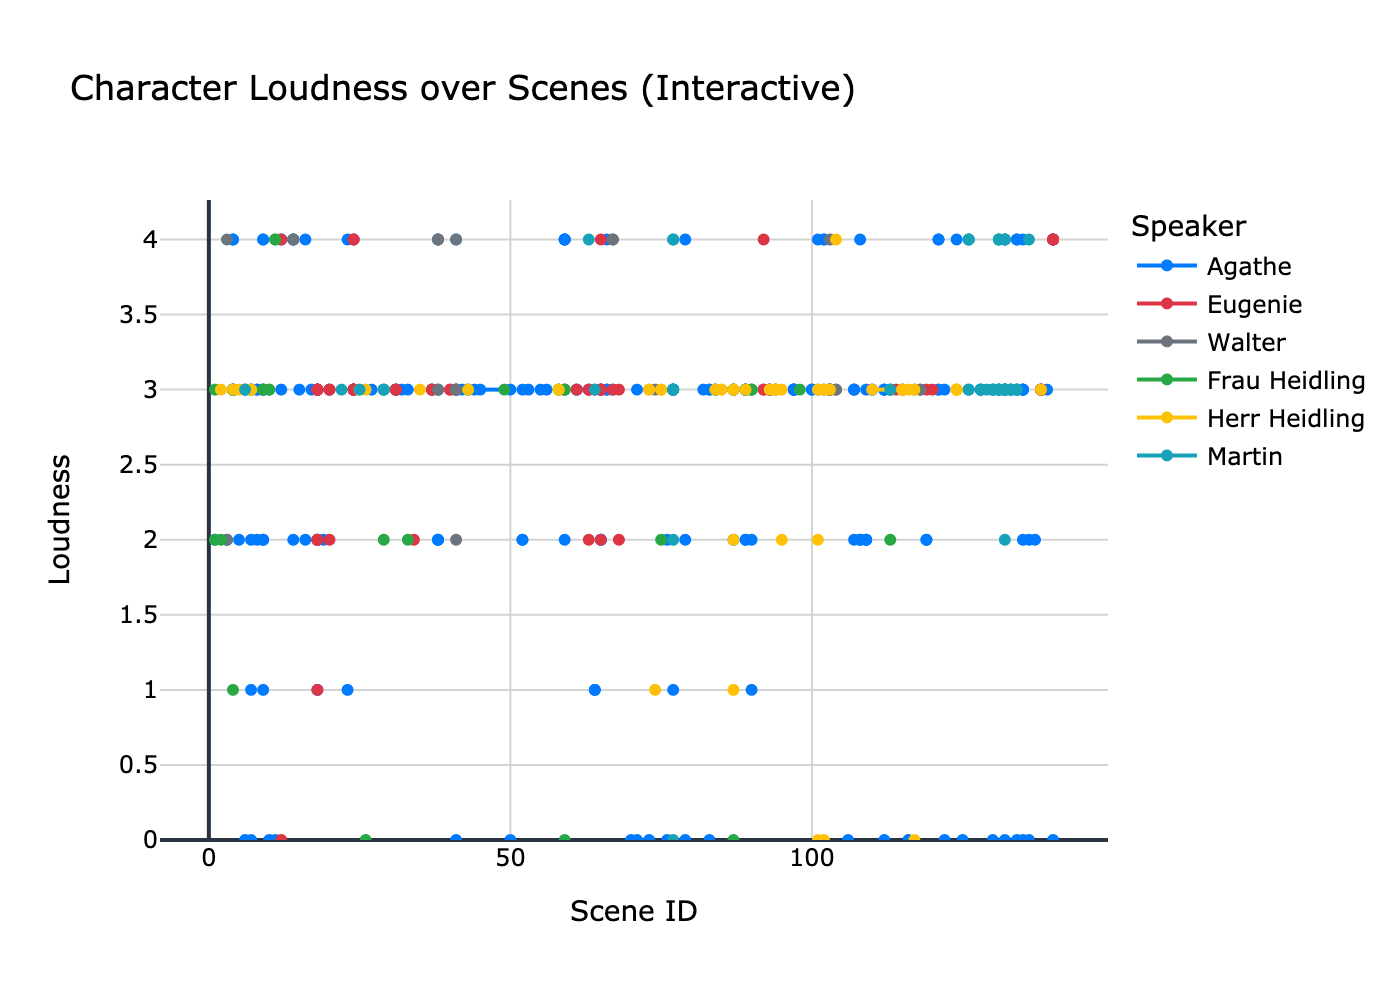 Character Loudness over Scenes (Interactive)
Speaker
Agathe
Eugenie
Walter
Frau Heidling
Herr Heidling
Martin
Loudness
4
3.5
3
2.5
2
1.5
1
0.5
0
0
50
100
Scene ID